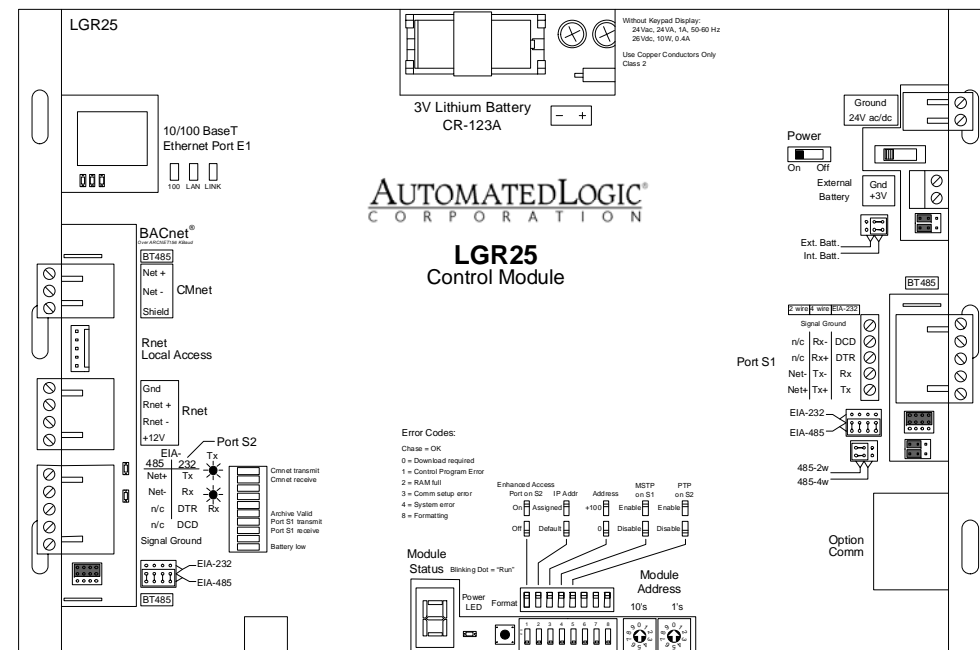 LGR25
Without Keypad Display:
24Vac, 24VA, 1A, 50-60 Hz
26Vdc, 10W, 0.4A
Use Copper Conductors Only
Class 2
3V Lithium Battery
CR-123A
- +
10/100 BaseT
Ethernet Port E1
100 LAN LINK
AUTOMATEDLOGIC®
CORPORATION
LGR25
Control Module
Ground
24V ac/dc
Power
On Off
External
Battery
Gnd
+3V
Ext. Batt.
Int. Batt.
BT485
BACnet®
Over ARCNET/156 KBaud
BT485
Net +
Net -
Shield
CMnet
Rnet
Local Access
Gnd
Rnet +
Rnet -
+12V
Rnet
Port S2
EIA-
485 232
Net+ Tx
Net- Rx
n/c DTR
n/c DCD
Signal Ground
Tx
Rx
Cmnet transmit
Cmnet receive
Archive Valid
Port S1 transmit
Port S1 receive
Battery low
EIA-232
EIA-485
BT485
2 wire 4 wire EIA-232
Signal Ground
n/c Rx- DCD
n/c Rx+ DTR
Net- Tx- Rx
Net+ Tx+ Tx
Port S1
EIA-232
EIA-485
485-2w
485-4w
Option
Comm
Error Codes:
Chase = OK
0 = Download required
1 = Control Program Error
2 = RAM full
3 = Comm setup error
4 = System error
8 = Formatting
Enhanced Access
Port on S2
IP Addr
Address
MSTP
on S1
PTP
on S2
On Assigned +100 Enable Enable
Off Default 0 Disable Disable
Module
Status
Blinking Dot = "Run"
Power
LED
Format
1 2 3 4 5 6 7 8
Module
Address
10's 1's